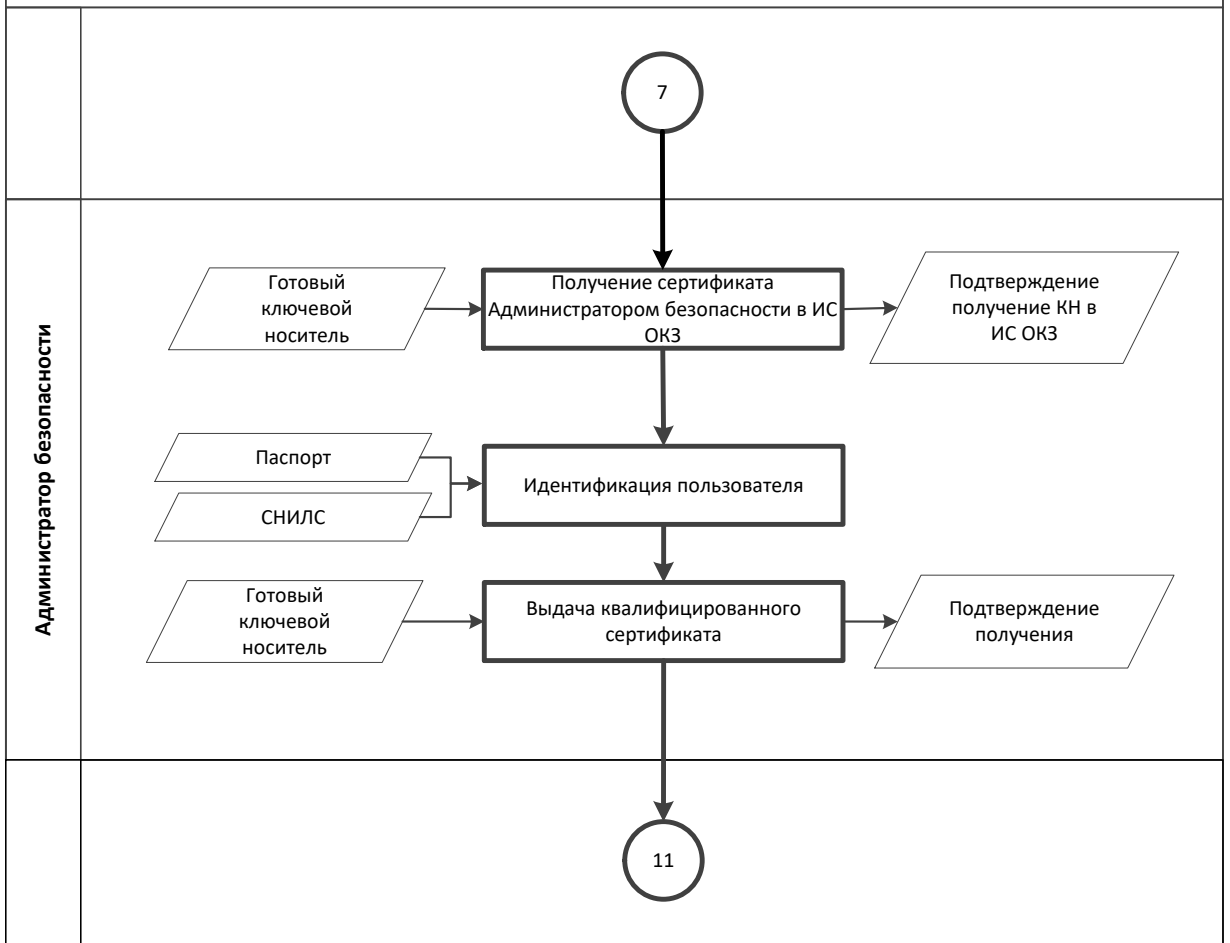 7
Администратор безопасности
Готовый
ключевой
носитель
Получение сертификата
Администратором безопасности в ИС
ОКЗ
Подтверждение
получение КН в
ИС ОКЗ
Паспорт
СНИЛС
Идентификация пользователя
Готовый
ключевой
носитель
Выдача квалифицированного
сертификата
Подтверждение
получения
11